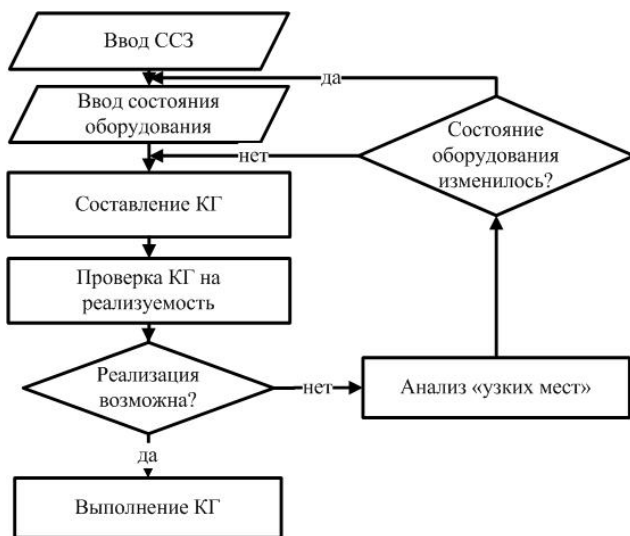 Ввод ССЗ
да
Ввод состояния
оборудования
Состояние
оборудования
изменилось?
нет
Составление КГ
Проверка КГ на
реализуемость
Реализация
возможна?
нет
Анализ «узких мест»
да
Выполнение КГ